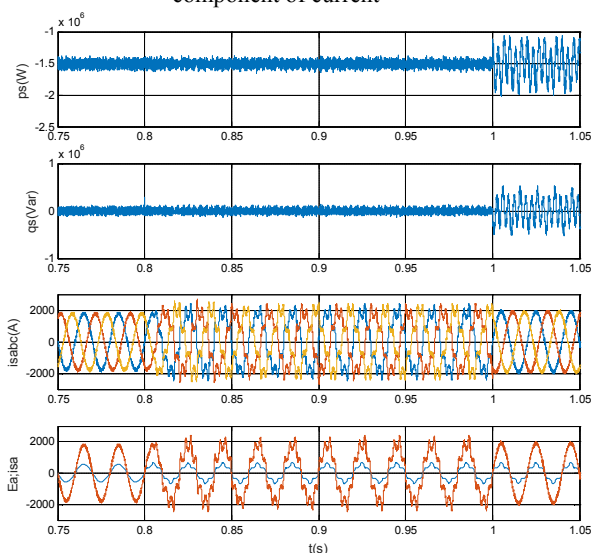 component of current
x 10^6
-1
-1.5
-2
-2.5
ps(W)
0.75 0.8 0.85 0.9 0.95 1 1.05
x 10^6
1
0
-1
qs(Var)
0.75 0.8 0.85 0.9 0.95 1 1.05
2000
0
-2000
isabc(A)
0.75 0.8 0.85 0.9 0.95 1 1.05
2000
0
-2000
Ea;isa
0.75 0.8 0.85 0.9 0.95 1 1.05
t(s)